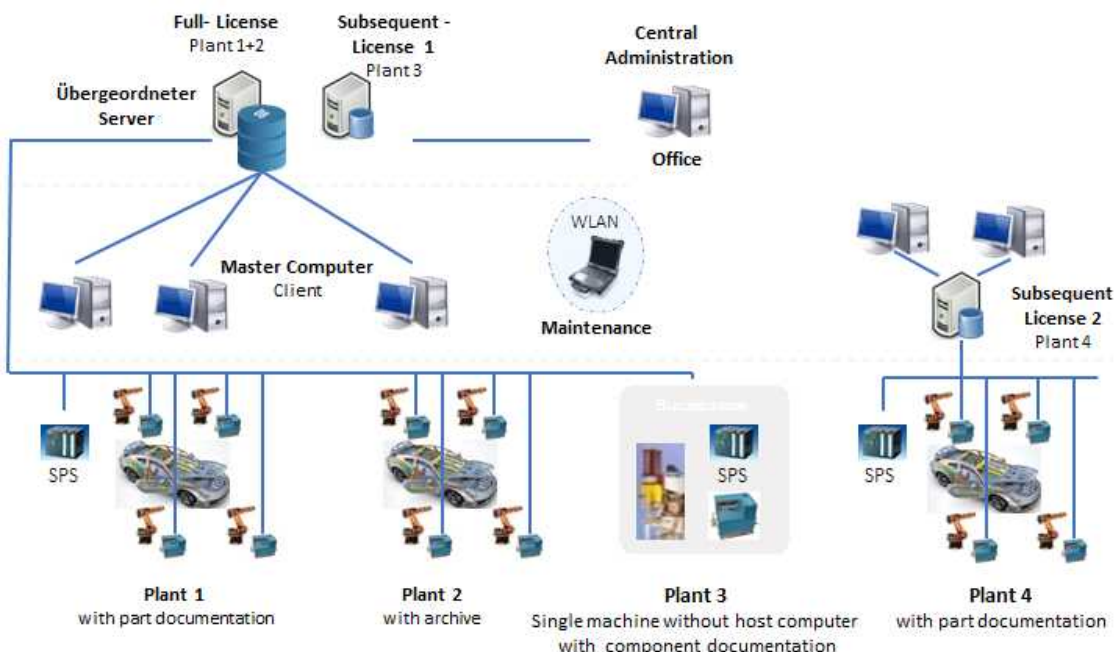 Full- License
Plant 1+2
Subsequent -
License 1
Plant 3
Central
Administration
Übergeordneter
Server
Office
WLAN
Master Computer
Client
Maintenance
Subsequent
License 2
Plant 4
SPS
SPS
SPS
Plant 1
with part documentation
Plant 2
with archive
Plant 3
Single machine without host computer
with component documentation
Plant 4
with part documentation